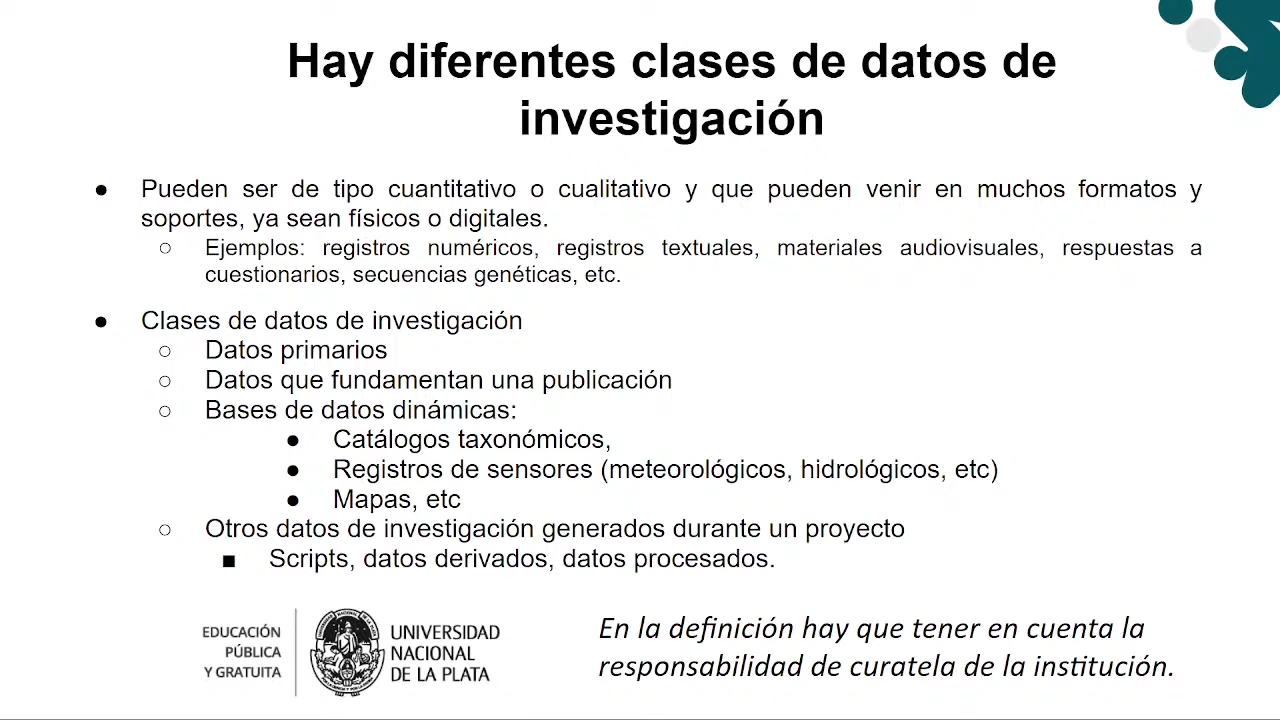 Hay diferentes clases de datos de
investigación
● Pueden ser de tipo cuantitativo o cualitativo y que pueden venir en muchos formatos y
soportes, ya sean físicos o digitales.
○ Ejemplos: registros numéricos, registros textuales, materiales audiovisuales, respuestas a
cuestionarios, secuencias genéticas, etc.
● Clases de datos de investigación
○ Datos primarios
○ Datos que fundamentan una publicación
○ Bases de datos dinámicas:
● Catálogos taxonómicos,
● Registros de sensores (meteorológicos, hidrológicos, etc)
● Mapas, etc
○ Otros datos de investigación generados durante un proyecto
■ Scripts, datos derivados, datos procesados.
EDUCACIÓN
PÚBLICA
Y GRATUITA
UNIVERSIDAD
NACIONAL
DE LA PLATA
En la definición hay que tener en cuenta la
responsabilidad de curatela de la institución.